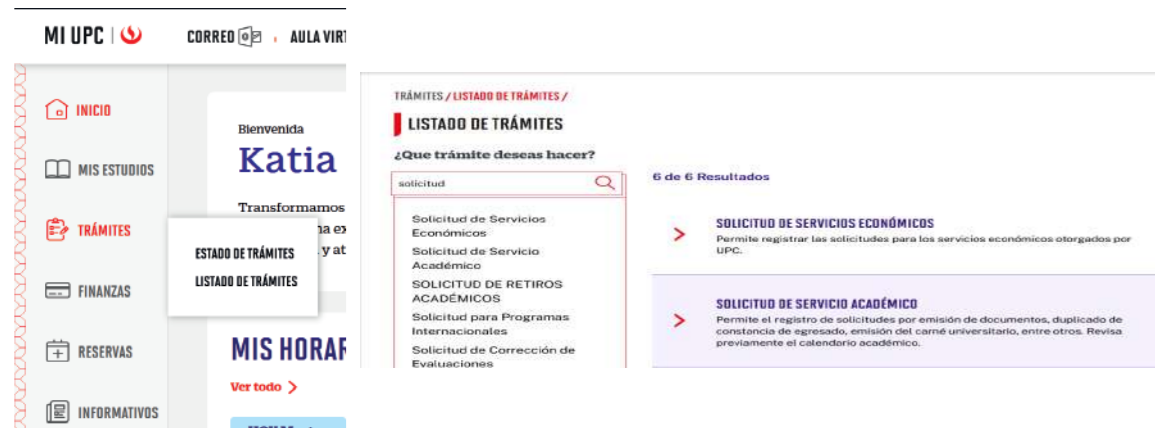 MI UPC
CORREO
AULA
INICIO
MIS ESTUDIOS
TRÁMITES
FINANZAS
RESERVAS
INFORMATIVOS
Bienvenida
Katia
Transformamos
ESTADO DE TRÁMITES
LISTADO DE TRÁMITES
MIS
Ver todo
TRÁMITES / LISTADO DE TRÁMITES /
LISTADO DE TRÁMITES
¿Que trámite deseas hacer?
solicitud
Solicitud de Servicios
Económicos
Solicitud de Servicio
Académico
SOLICITUD DE RETIROS
ACADÉMICOS
Solicitud para Programas
Internacionales
Solicitud de Corrección de
Evaluaciones
6 de 6 Resultados
SOLICITUD DE SERVICIOS ECONÓMICOS
Permite registrar las solicitudes para los servicios económicos otorgados por
UPC.
SOLICITUD DE SERVICIO ACADÉMICO
Permite el registro de solicitudes por emisión de documentos, duplicado de
constancia de egresado, emisión del carné universitario, entre otros. Revisa
previamente el calendario académico.